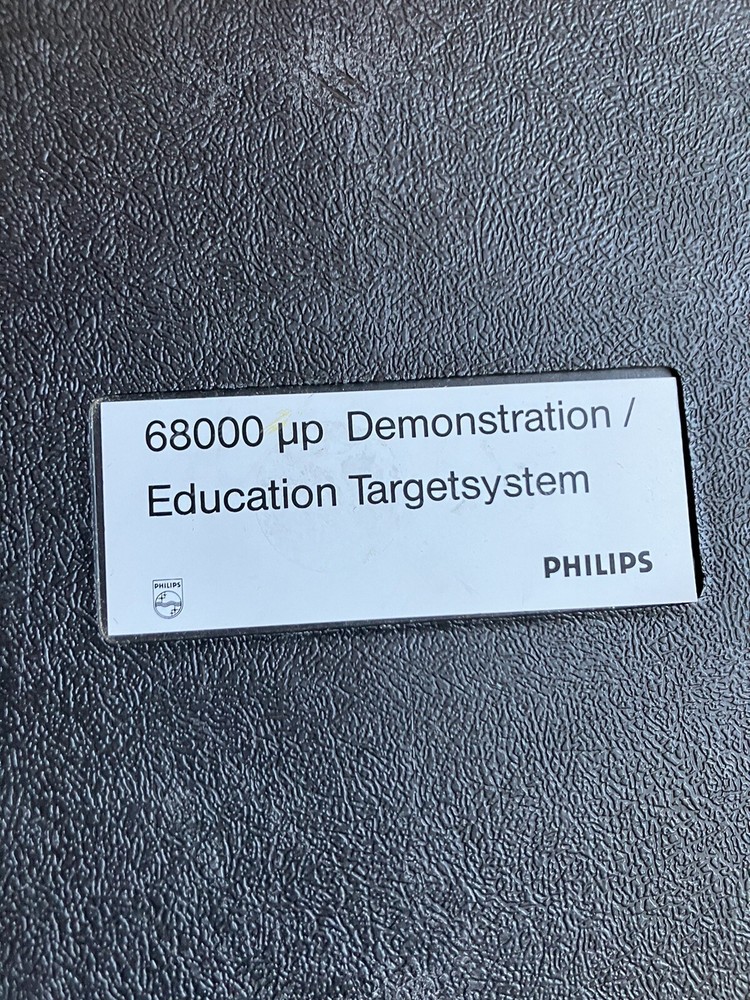 68000 µp Demonstration /
Education Targetsystem
PHILIPS
PHILIPS